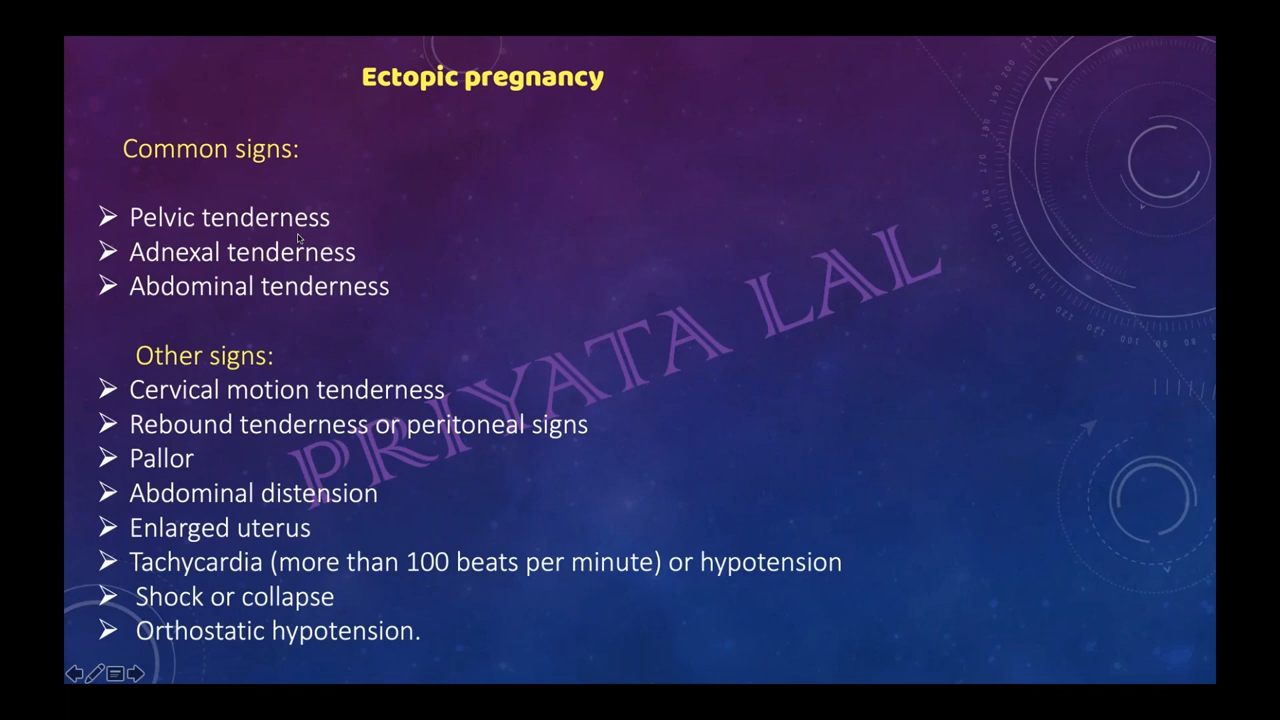 Ectopic pregnancy
Common signs:
➢ Pelvic tenderness
➢ Adnexal tenderness
➢ Abdominal tenderness
Other signs:
➢ Cervical motion tenderness
➢ Rebound tenderness or peritoneal signs
➢ Pallor
➢ Abdominal distension
➢ Enlarged uterus
➢ Tachycardia (more than 100 beats per minute) or hypotension
➢ Shock or collapse
➢ Orthostatic hypotension.
PRIYATA LAL